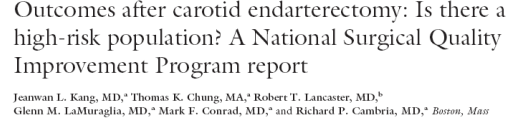 Outcomes after carotid endarterectomy: Is there a
high-risk population? A National Surgical Quality
Improvement Program report
Jeanwan L. Kang, MD,a Thomas K. Chung, MA,a Robert T. Lancaster, MD,b
Glenn M. LaMuraglia, MD,a Mark F. Conrad, MD,a and Richard P. Cambria, MD,a Boston, Mass